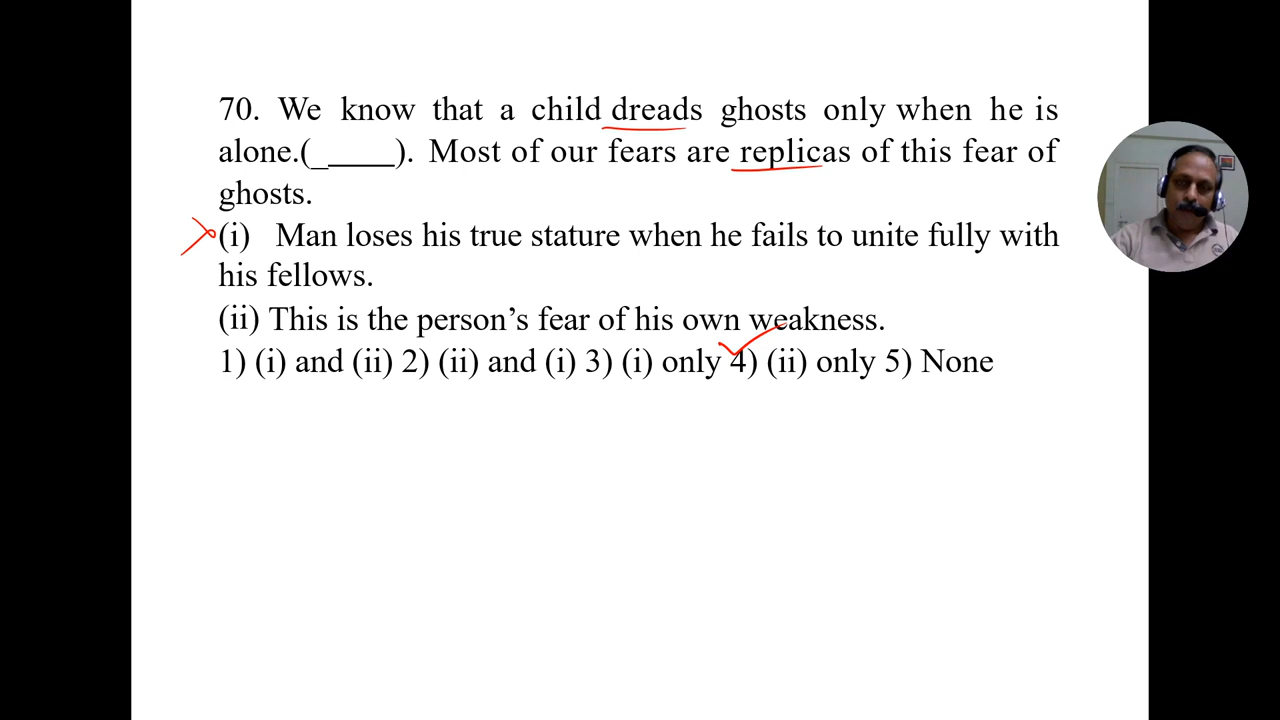 70. We know that a child dreads ghosts only when he is
alone.(_____). Most of our fears are replicas of this fear of
ghosts.
(i) Man loses his true stature when he fails to unite fully with
his fellows.
(ii) This is the person’s fear of his own weakness.
1) (i) and (ii) 2) (ii) and (i) 3) (i) only 4) (ii) only 5) None